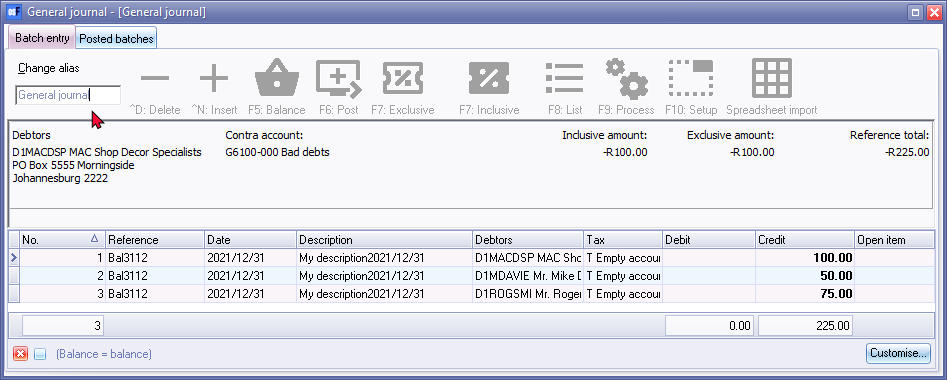 General journal - [General journal]
Batch entry Posted batches
Change alias
General journal
^D: Delete ^N: Insert F5: Balance F6: Post F7: Exclusive F7: Inclusive F8: List F9: Process F10: Setup Spreadsheet import
Debtors Contra account: Inclusive amount: Exclusive amount: Reference total:
D1MACDSP MAC Shop Decor Specialists G6100-000 Bad debts -R100.00 -R100.00 -R225.00
PO Box 5555 Morningside
Johannesburg 2222
No. Reference Date Description Debtors Tax Debit Credit Open item
1 Bal3112 2021/12/31 My description2021/12/31 D1MACDSP MAC Sho T Empty accou 100.00
2 Bal3112 2021/12/31 My description2021/12/31 D1MDAVIE Mr. Mike D T Empty accou 50.00
3 Bal3112 2021/12/31 My description2021/12/31 D1ROGSMI Mr. Roger T Empty accou 75.00
3 0.00 225.00
(Balance = balance) Customise...